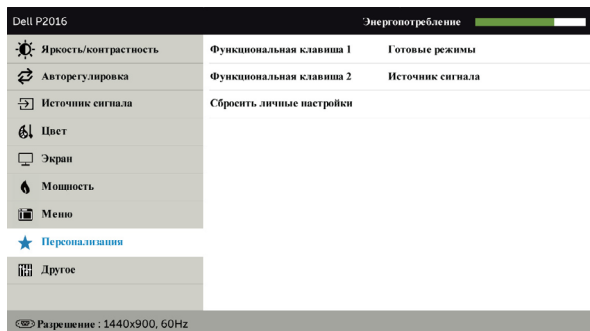 Dell P2016 Энергопотребление
Яркость/контрастность Функциональная клавиша 1 Готовые режимы
Авторегулировка Функциональная клавиша 2 Источник сигнала
Источник сигнала Сбросить личные настройки
Цвет
Экран
Мощность
Меню
Персонализация
Другое
Разрешение : 1440x900, 60Hz